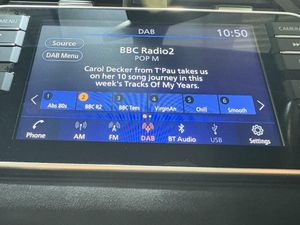 DAB 10:50
Source
BBC Radio2
DAB Menu
POP M
Carol Decker from T'Pau takes us
on her 10 song journey in this
week's Tracks Of My Years.
1 2 3 4 5 6
Abs 80s BBC R2 BBC Tees VirginAn Chill Smooth
Phone AM FM DAB BT Audio USB Settings
CAMERA